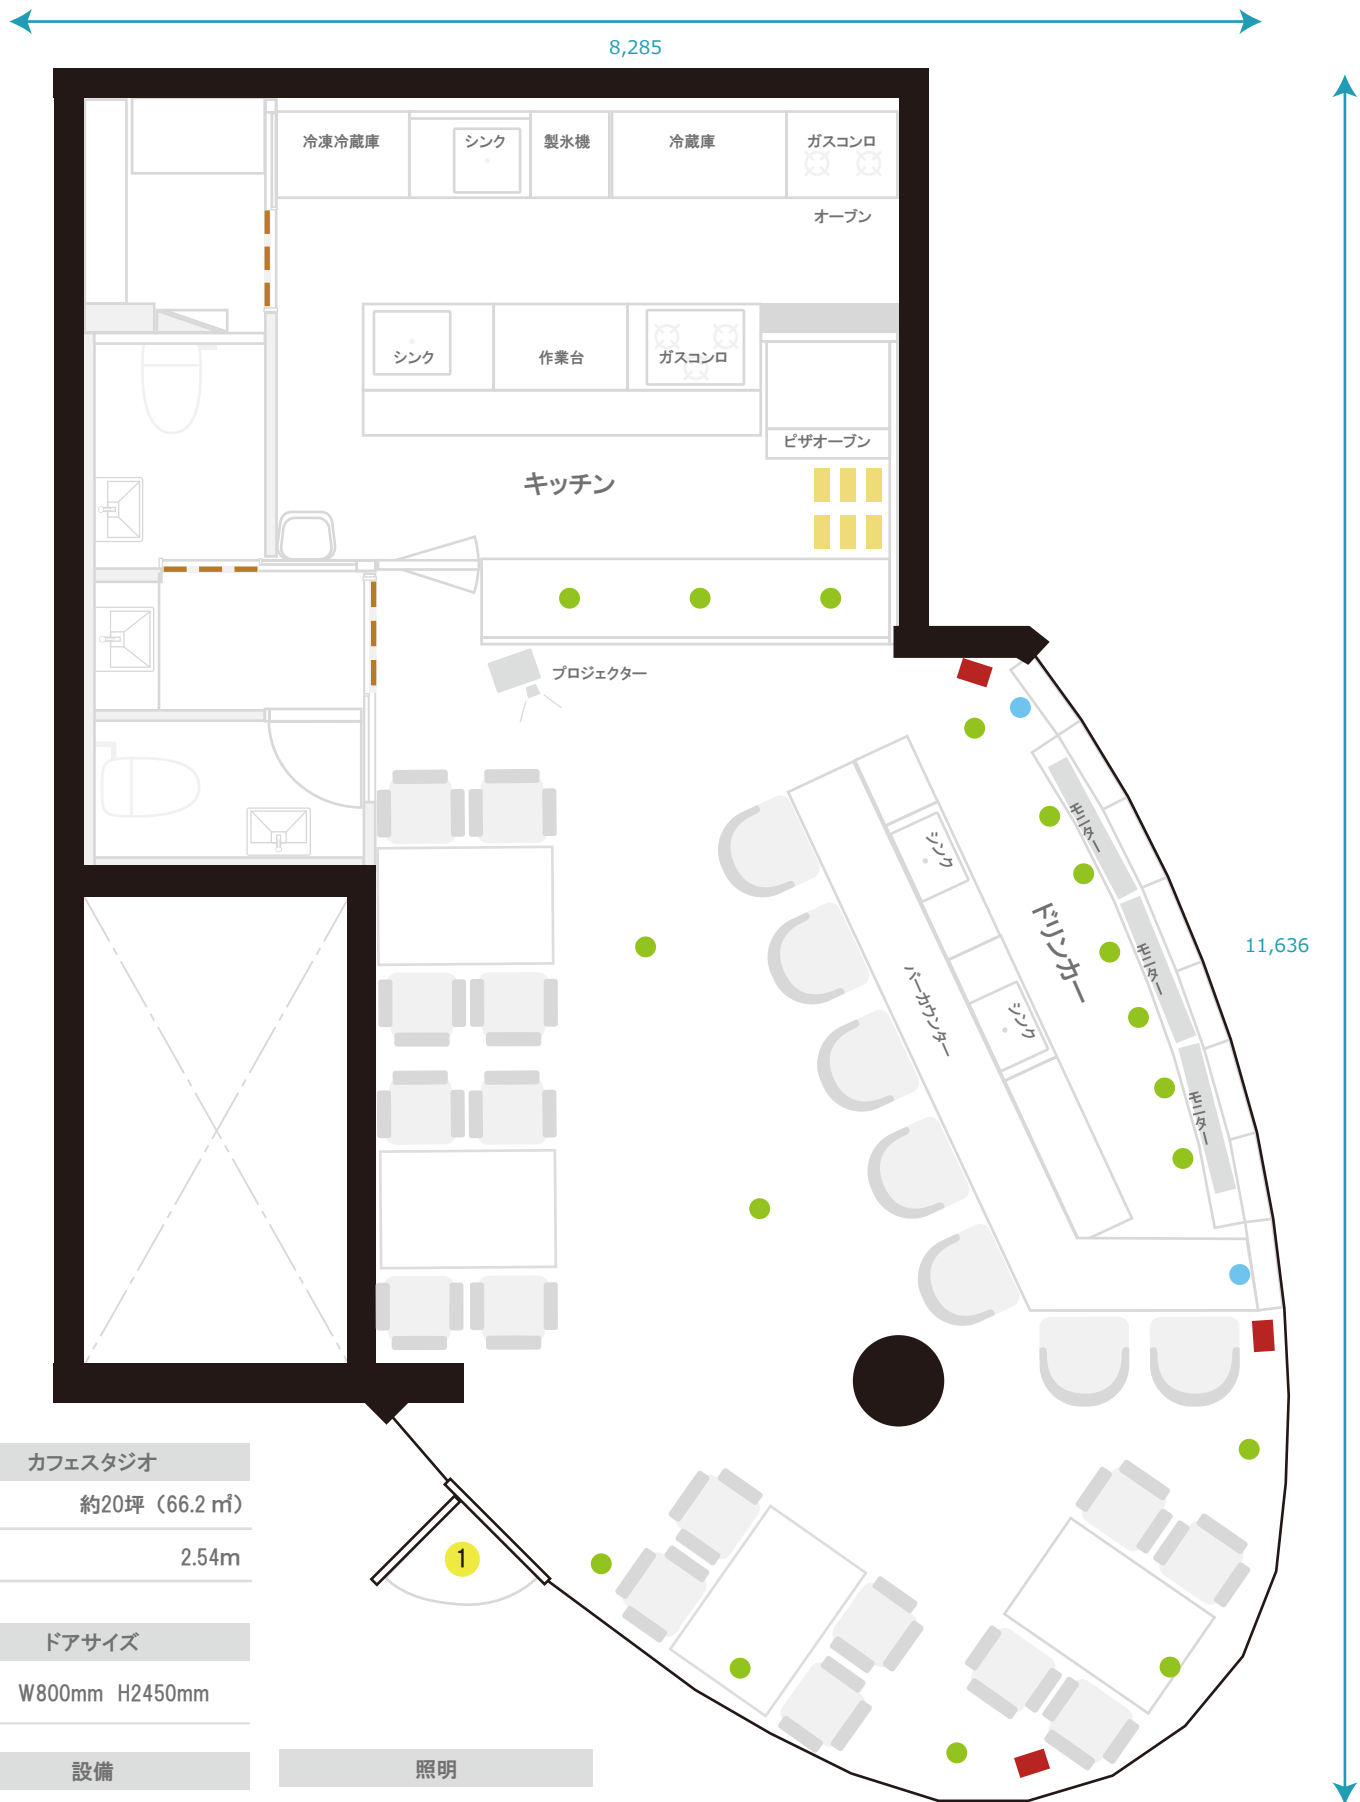 8,285
冷凍冷蔵庫
シンク
製氷機
冷蔵庫
ガスコンロ
オーブン
シンク
作業台
ガスコンロ
ピザオーブン
キッチン
プロジェクター
モニター
シンク
ドリンカー
モニター
11,636
バーカウンター
シンク
モニター
カフェスタジオ
約20坪（66.2 ㎡）
2.54m
1
ドアサイズ
W800mm H2450mm
設備
照明